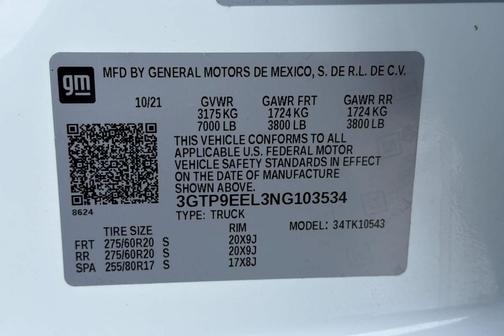 gm
MFD BY GENERAL MOTORS DE MEXICO, S. DE R.L. DE C.V.
10/21 GVWR GAWR FRT GAWR RR
3175 KG 1724 KG 1724 KG
7000 LB 3800 LB 3800 LB
THIS VEHICLE CONFORMS TO ALL
APPLICABLE U.S. FEDERAL MOTOR
VEHICLE SAFETY STANDARDS IN EFFECT
ON THE DATE OF MANUFACTURE
SHOWN ABOVE.
8624
3GTP9EEL3NG103534
TYPE: TRUCK MODEL: 34TK10543
TIRE SIZE RIM
FRT 275/60R20 S 20X9J
RR 275/60R20 S 20X9J
SPA 255/80R17 S 17X8J